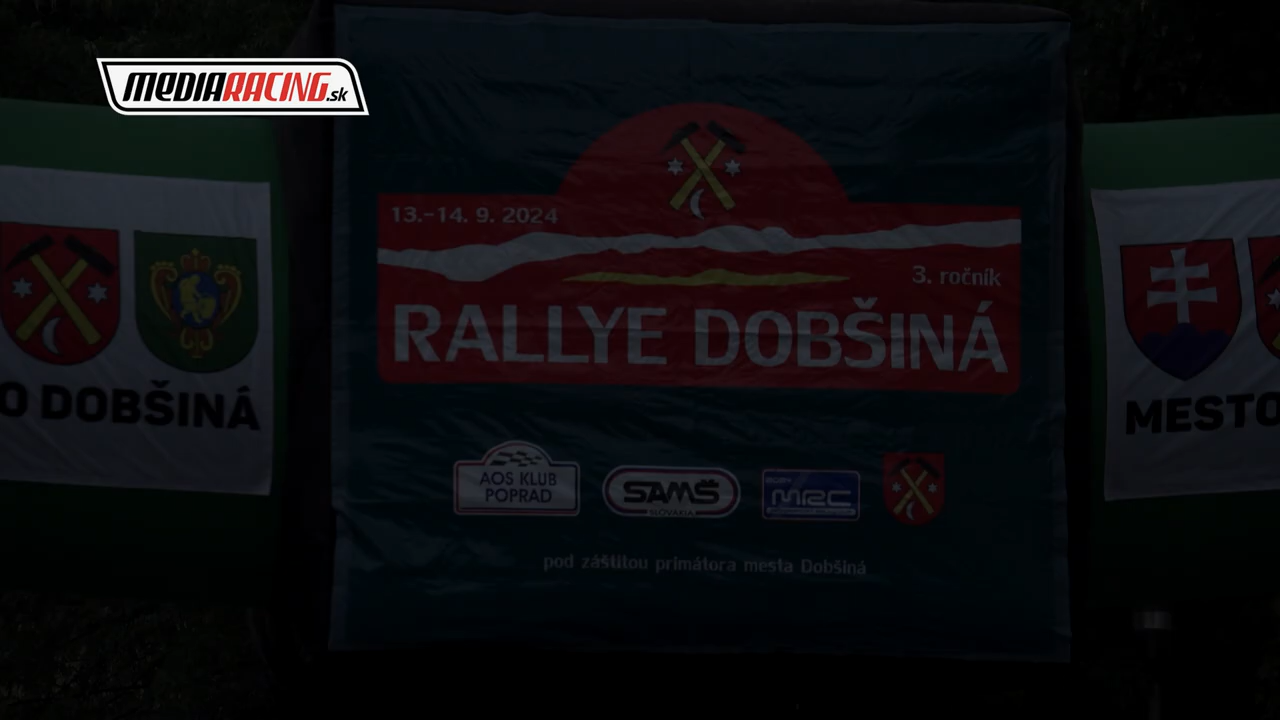 MEDIARACING.sk
13.-14. 9. 2024
3. ročník
RALLYE DOBŠINÁ
O DOBŠINÁ
MESTO
AOS KLUB
POPRAD
SAMŠ
SLOVAKIA
MRC
pod záštitou primátora mesta Dobšiná